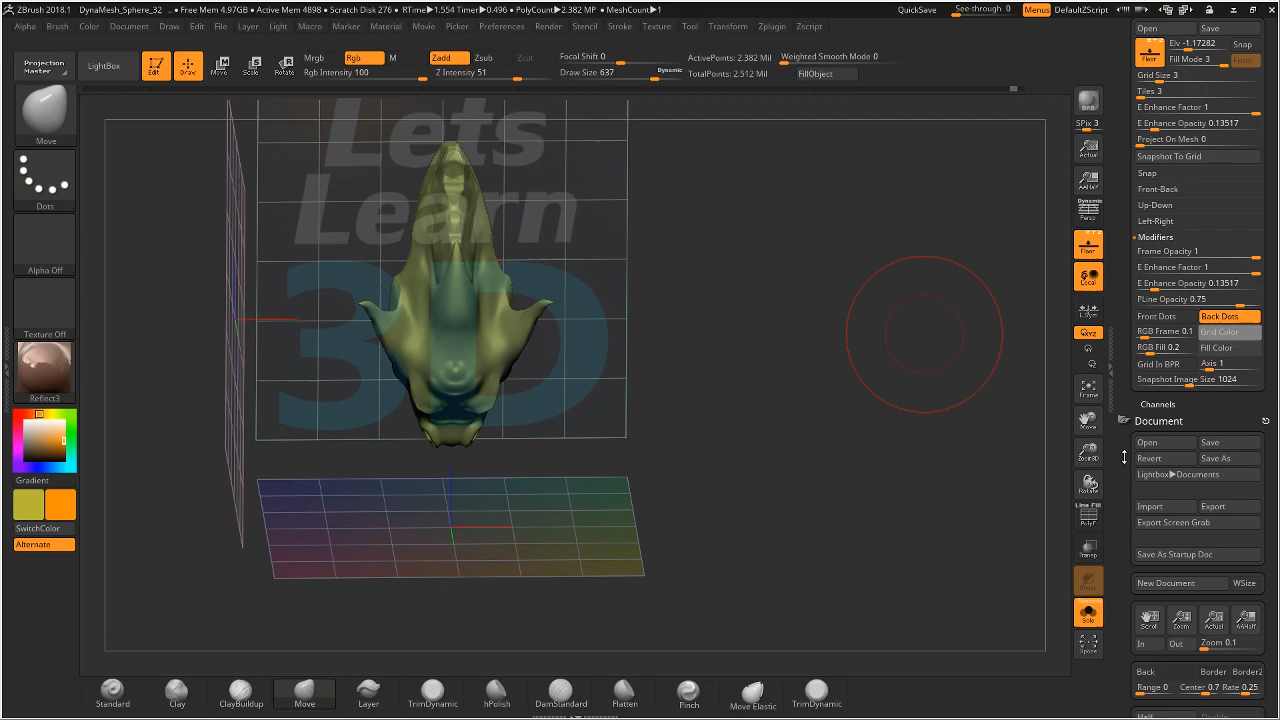 ZBrush 2018.1 DynaMesh_Sphere_32 .. • Free Mem 4.97GB • Active Mem 4898 • Scratch Disk 276 • RTime▶1.554 Timer▶0.496 • PolyCount▶2.382 MP • MeshCount▶1 QuickSave See-through 0 Menus DefaultZScript
Alpha Brush Color Document Draw Edit File Layer Light Macro Material Movie Picker Preferences Render Stencil Stroke Texture Tool Transform Zplugin Zscript
Projection Master
LightBox
Edit
Draw
Move
Scale
Rotate
Mrgb Rgb M
Rgb Intensity 100
Zadd Zsub Zcut
Z Intensity 51
Focal Shift 0
Draw Size 637 Dynamic
ActivePoints: 2.382 Mil
TotalPoints: 2.512 Mil
Weighted Smooth Mode 0
FillObject
Move
Dots
Alpha Off
Texture Off
Reflect3
Gradient
SwitchColor
Alternate
Lets
Learn
3D
BPR
SPix 3
Actual
AAHalf
Dynamic
Persp
Floor
Local
L.Sym
XYZ
Frame
Move
Zoom3D
Rotate
Line Fill
PolyF
Transp
Ghost
Solo
Xpose
Open Save
Floor
Elv -1.17282 Snap
Fill Mode 3 Front
Grid Size 3
Tiles 3
E Enhance Factor 1
E Enhance Opacity 0.13517
Project On Mesh 0
Snapshot To Grid
Snap
Front-Back
Up-Down
Left-Right
Modifiers
Frame Opacity 1
E Enhance Factor 1
E Enhance Opacity 0.13517
PLine Opacity 0.75
Front Dots Back Dots
RGB Frame 0.1 Grid Color
RGB Fill 0.2 Fill Color
Grid In BPR Axis 1
Snapshot Image Size 1024
Channels
Document
Open Save
Revert Save As
Lightbox▶Documents
Import Export
Export Screen Grab
Save As Startup Doc
New Document WSize
Scroll Zoom Actual AAHalf
In Out Zoom 0.1
Back Border Border2
Range 0 Center 0.7 Rate 0.25
Half Double
Standard Clay ClayBuildup Move Layer TrimDynamic hPolish DamStandard Flatten Pinch Move Elastic TrimDynamic